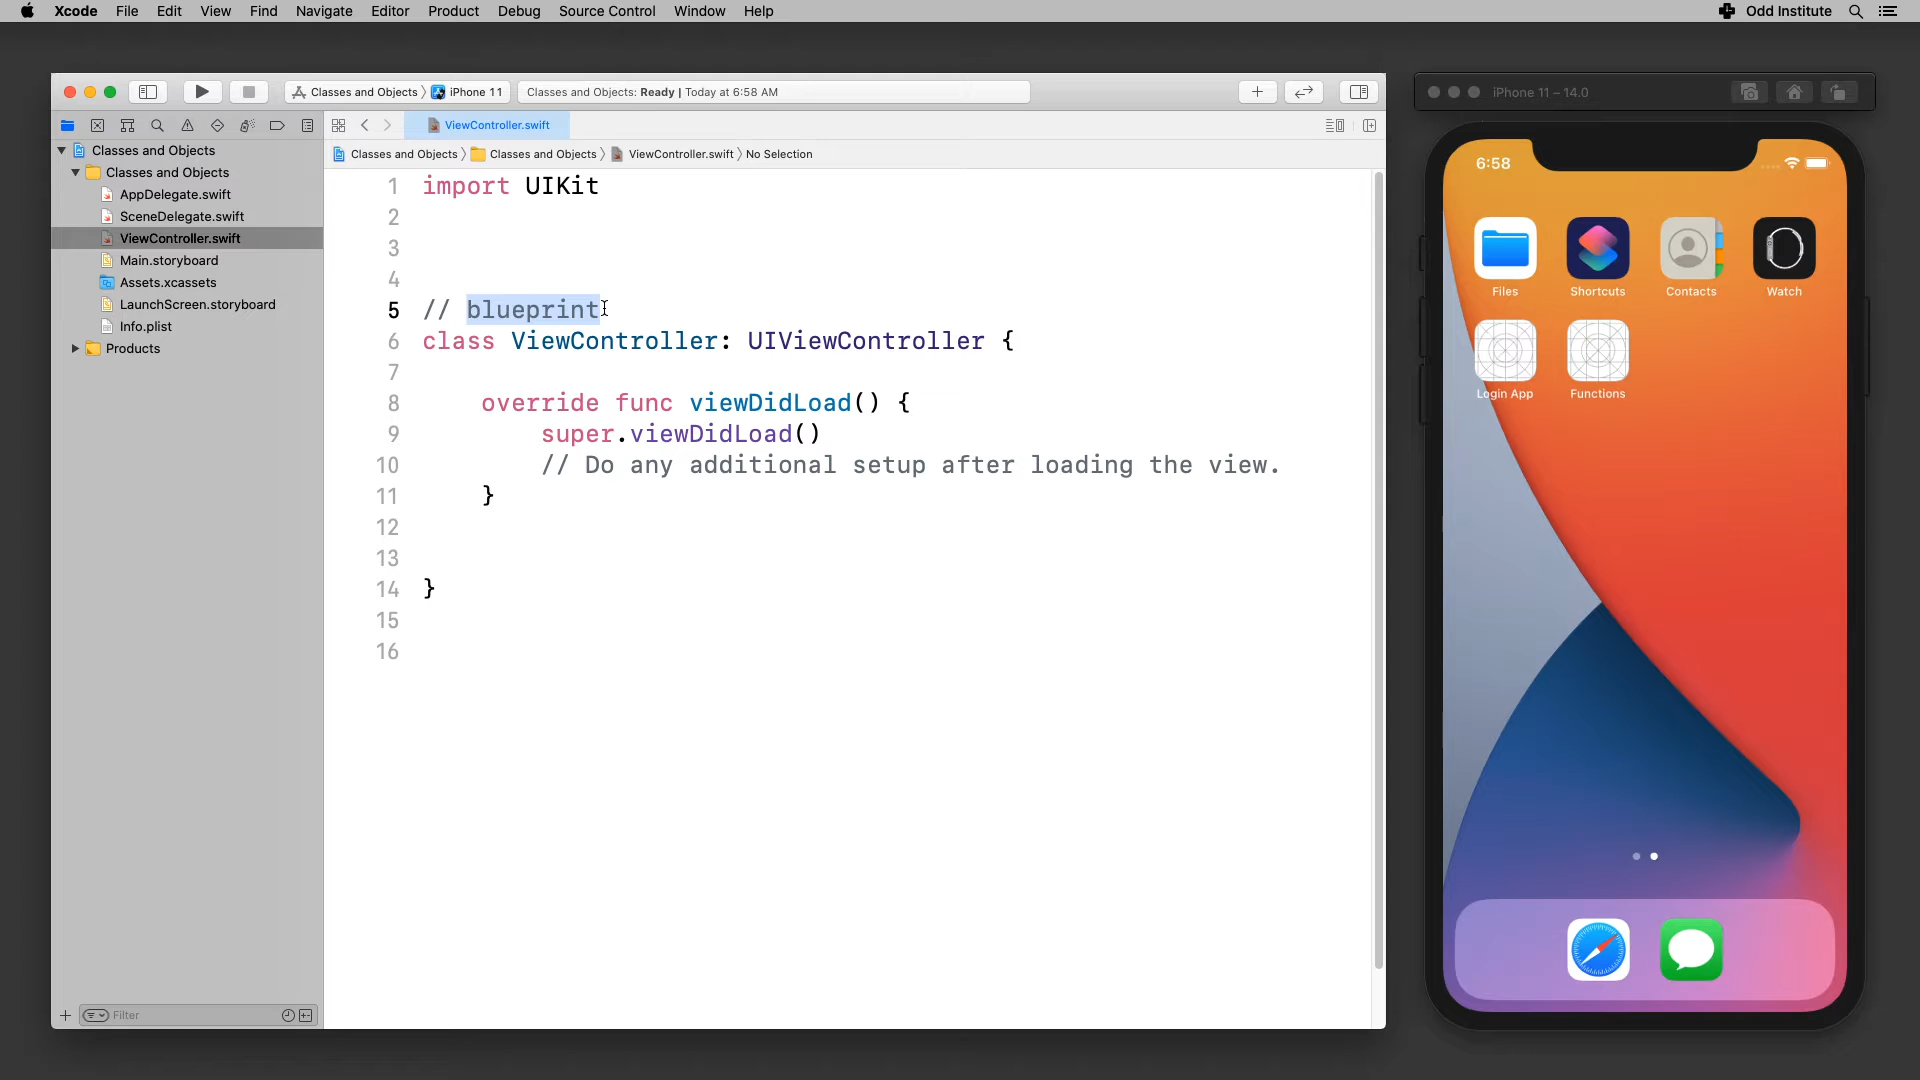 Xcode File Edit View Find Navigate Editor Product Debug Source Control Window Help Odd Institute
Classes and Objects iPhone 11 Classes and Objects: Ready | Today at 6:58 AM
iPhone 11 – 14.0
ViewController.swift
Classes and Objects Classes and Objects ViewController.swift No Selection
Classes and Objects
Classes and Objects
AppDelegate.swift
SceneDelegate.swift
ViewController.swift
Main.storyboard
Assets.xcassets
LaunchScreen.storyboard
Info.plist
Products
Filter
1 import UIKit
2
3
4
5 // blueprint
6 class ViewController: UIViewController {
7
8 override func viewDidLoad() {
9 super.viewDidLoad()
10 // Do any additional setup after loading the view.
11 }
12
13
14 }
15
16
6:58
Files Shortcuts Contacts Watch
Login App Functions